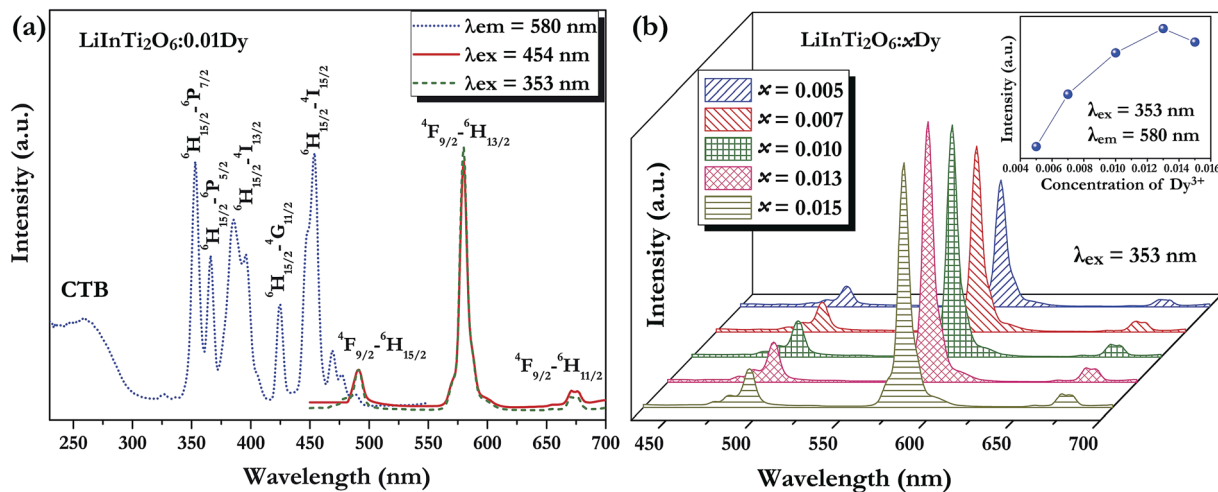 (a)
LiInTi₂O₆:0.01Dy
λem = 580 nm
λex = 454 nm
λex = 353 nm
⁶H₁₅/₂-⁶P₇/₂
⁶H₁₅/₂-⁶P₅/₂
⁶H₁₅/₂-⁴I₁₃/₂
⁶H₁₅/₂-⁴G₁₁/₂
⁶H₁₅/₂-⁴I₁₅/₂
⁴F₉/₂-⁶H₁₃/₂
⁴F₉/₂-⁶H₁₅/₂
⁴F₉/₂-⁶H₁₁/₂
CTB
Intensity (a.u.)
250 300 350 400 450 500 550 600 650 700
Wavelength (nm)
(b)
LiInTi₂O₆:xDy
x = 0.005
x = 0.007
x = 0.010
x = 0.013
x = 0.015
Intensity (a.u.)
λex = 353 nm
λem = 580 nm
0.004 0.006 0.008 0.010 0.012 0.014 0.016
Concentration of Dy³⁺
λex = 353 nm
Intensity (a.u.)
450 500 550 600 650 700
Wavelength (nm)